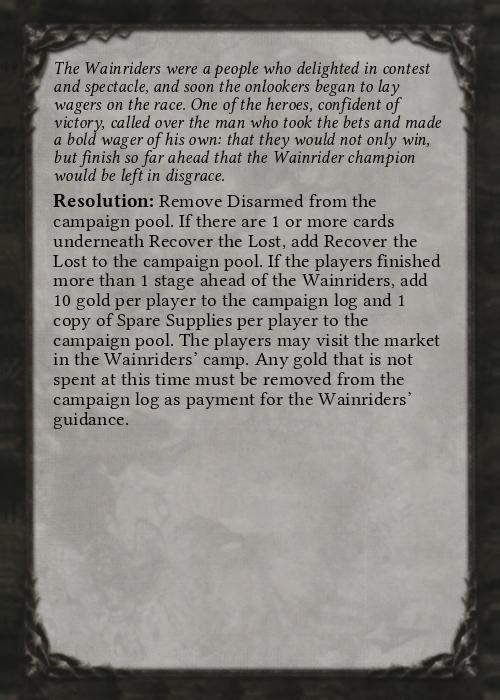 The Wainriders were a people who delighted in contest
and spectacle, and soon the onlookers began to lay
wagers on the race. One of the heroes, confident of
victory, called over the man who took the bets and made
a bold wager of his own: that they would not only win,
but finish so far ahead that the Wainrider champion
would be left in disgrace.
Resolution: Remove Disarmed from the
campaign pool. If there are 1 or more cards
underneath Recover the Lost, add Recover the
Lost to the campaign pool. If the players finished
more than 1 stage ahead of the Wainriders, add
10 gold per player to the campaign log and 1
copy of Spare Supplies per player to the
campaign pool. The players may visit the market
in the Wainriders’ camp. Any gold that is not
spent at this time must be removed from the
campaign log as payment for the Wainriders’
guidance.